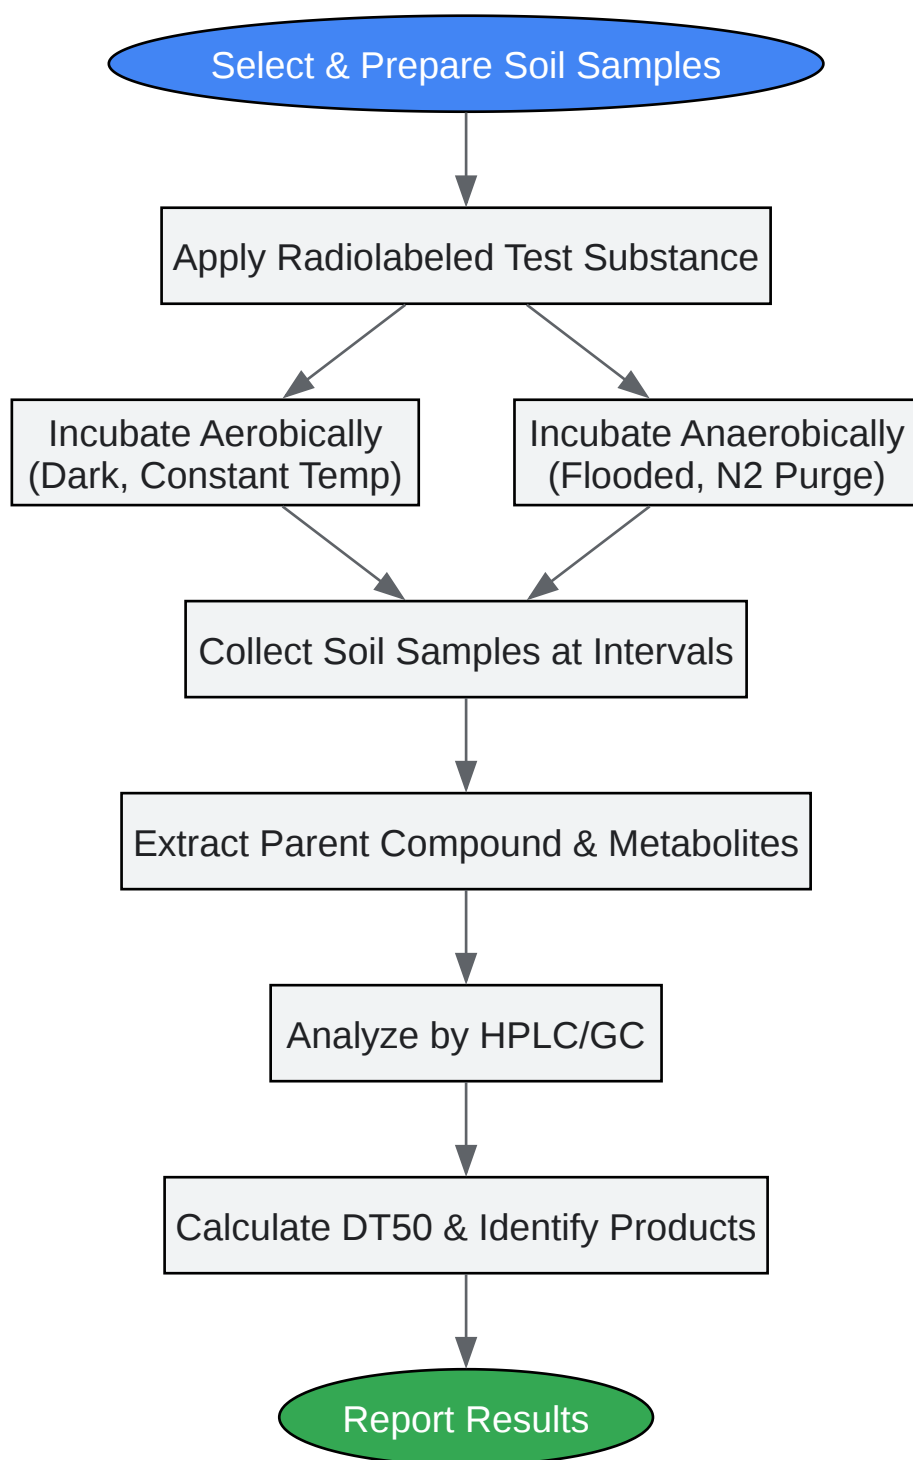 Select & Prepare Soil Samples
Apply Radiolabeled Test Substance
Incubate Aerobically
(Dark, Constant Temp)
Incubate Anaerobically
(Flooded, N2 Purge)
Collect Soil Samples at Intervals
Extract Parent Compound & Metabolites
Analyze by HPLC/GC
Calculate DT50 & Identify Products
Report Results